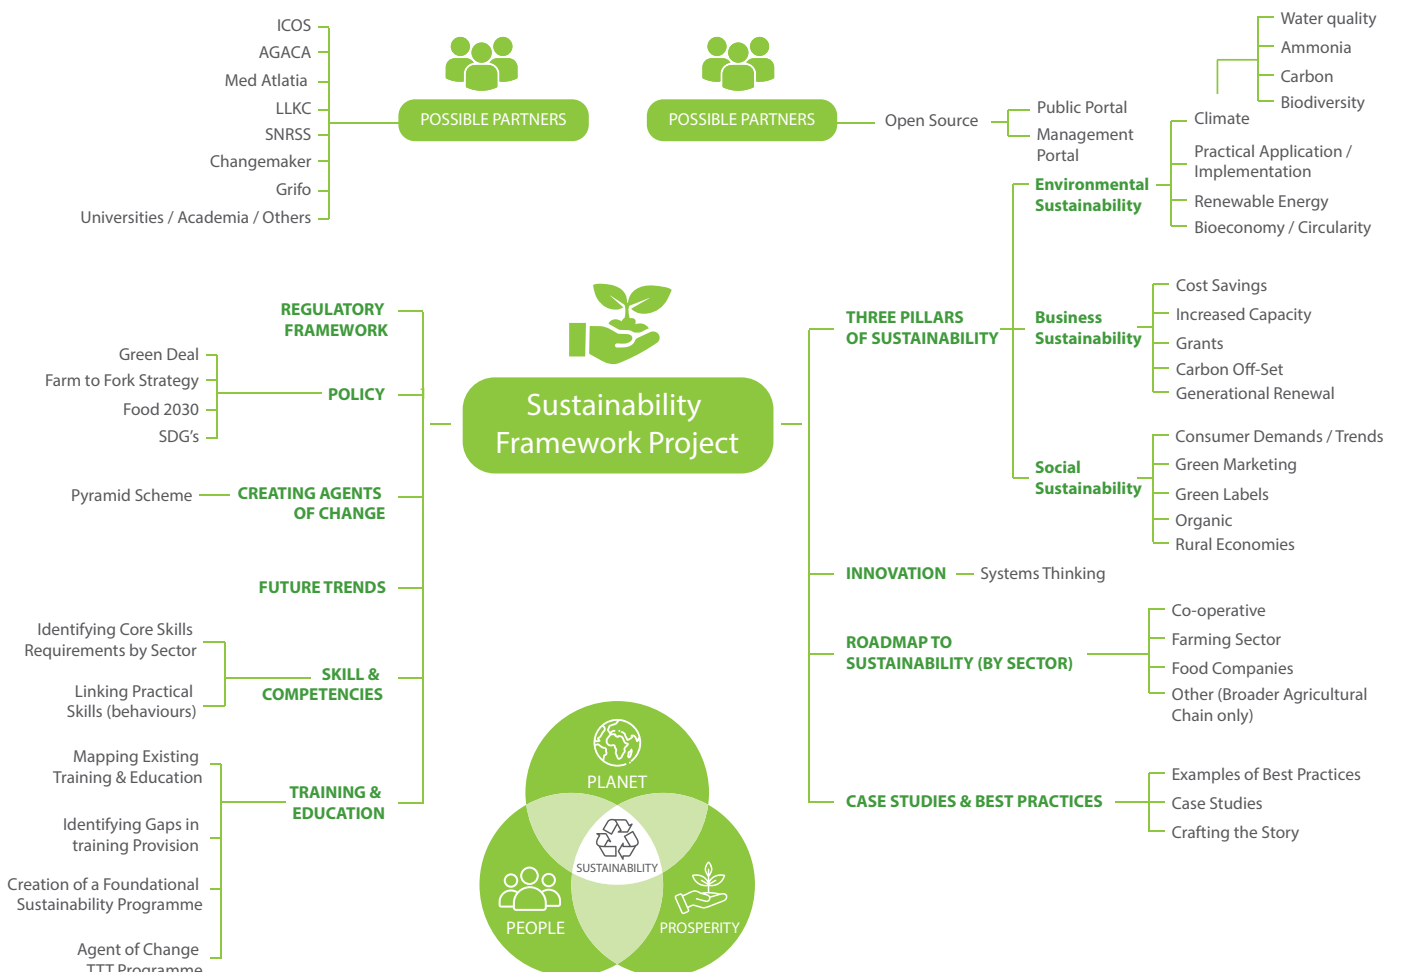 ICOS
AGACA
Med Atlatia
LLKC
SNRSS
Changemaker
Grifo
Universities / Academia / Others
POSSIBLE PARTNERS
POSSIBLE PARTNERS
Open Source
Public Portal
Management
Portal
Water quality
Ammonia
Carbon
Biodiversity
Climate
Practical Application /
Implementation
Renewable Energy
Bioeconomy / Circularity
Environmental
Sustainability
REGULATORY
FRAMEWORK
Green Deal
Farm to Fork Strategy
Food 2030
SDG's
POLICY
Pyramid Scheme
CREATING AGENTS
OF CHANGE
FUTURE TRENDS
Identifying Core Skills
Requirements by Sector
Linking Practical
Skills (behaviours)
SKILL &
COMPETENCIES
Mapping Existing
Training & Education
Identifying Gaps in
training Provision
Creation of a Foundational
Sustainability Programme
Agent of Change
TTT Programme
TRAINING &
EDUCATION
Sustainability
Framework Project
THREE PILLARS
OF SUSTAINABILITY
Business
Sustainability
Cost Savings
Increased Capacity
Grants
Carbon Off-Set
Generational Renewal
Social
Sustainability
Consumer Demands / Trends
Green Marketing
Green Labels
Organic
Rural Economies
INNOVATION
Systems Thinking
ROADMAP TO
SUSTAINABILITY (BY SECTOR)
Co-operative
Farming Sector
Food Companies
Other (Broader Agricultural
Chain only)
CASE STUDIES & BEST PRACTICES
Examples of Best Practices
Case Studies
Crafting the Story
PLANET
SUSTAINABILITY
PEOPLE
PROSPERITY